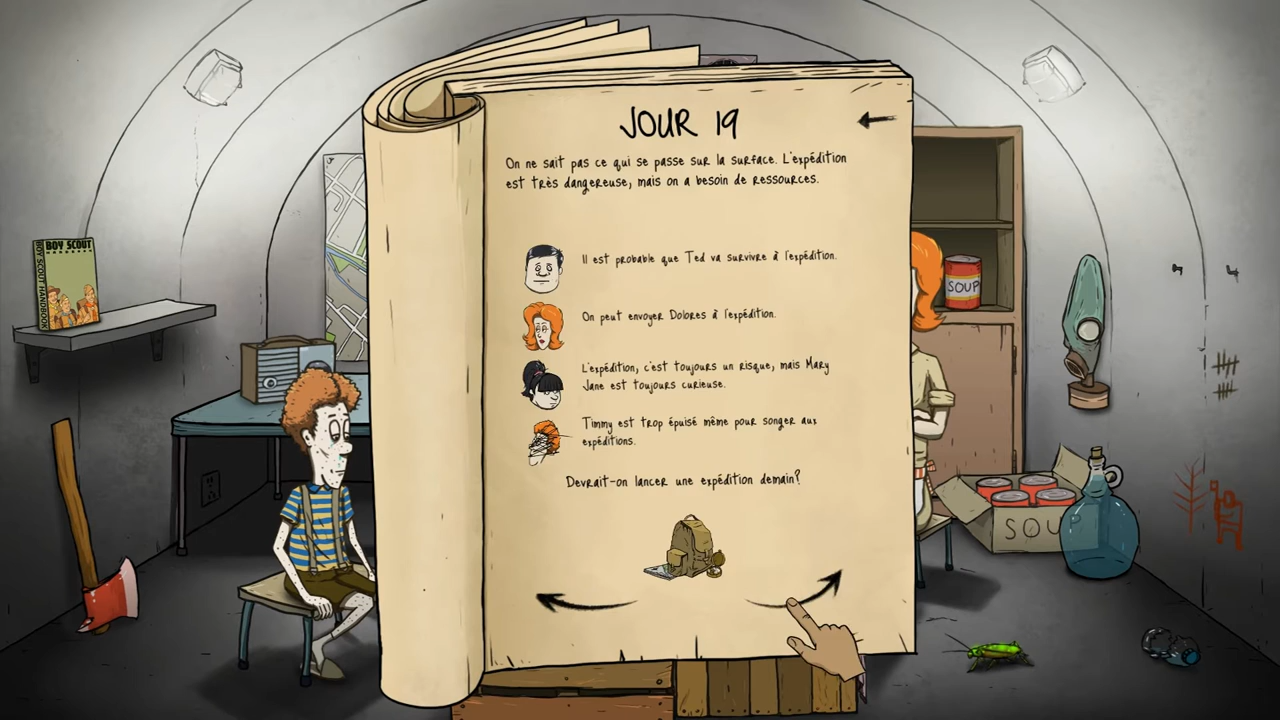 JOUR 19
On ne sait pas ce qui se passe sur la surface. L'expédition
est très dangereuse, mais on a besoin de ressources.
Il est probable que Ted va survivre à l'expédition.
On peut envoyer Dolores à l'expédition.
L'expédition, c'est toujours un risque, mais Mary
Jane est toujours curieuse.
Timmy est trop épuisé même pour songer aux
expéditions.
Devrait-on lancer une expédition demain?
BOY SCOUT
BOY SCOUT HANDBOOK
SOUP
SOUP